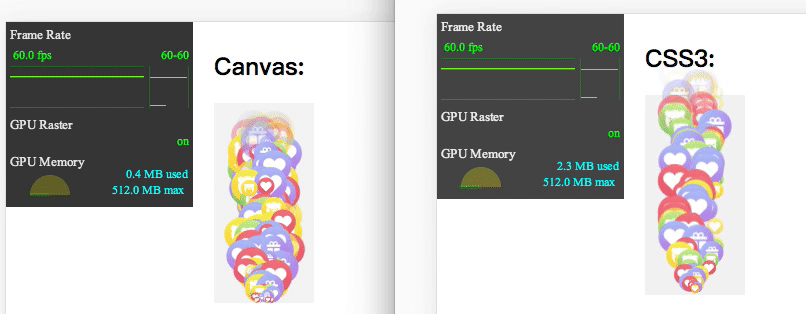 Frame Rate
60.0 fps 60-60
GPU Raster
on
GPU Memory
0.4 MB used
512.0 MB max
Canvas:
Frame Rate
60.0 fps 60-60
GPU Raster
on
GPU Memory
2.3 MB used
512.0 MB max
CSS3: